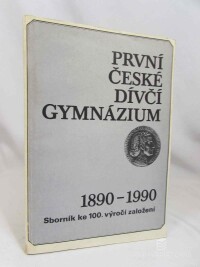 PRVNÍ
ČESKÉ
DÍVČÍ
GYMNÁZIUM
1890–1990
Sborník ke 100. výročí založení